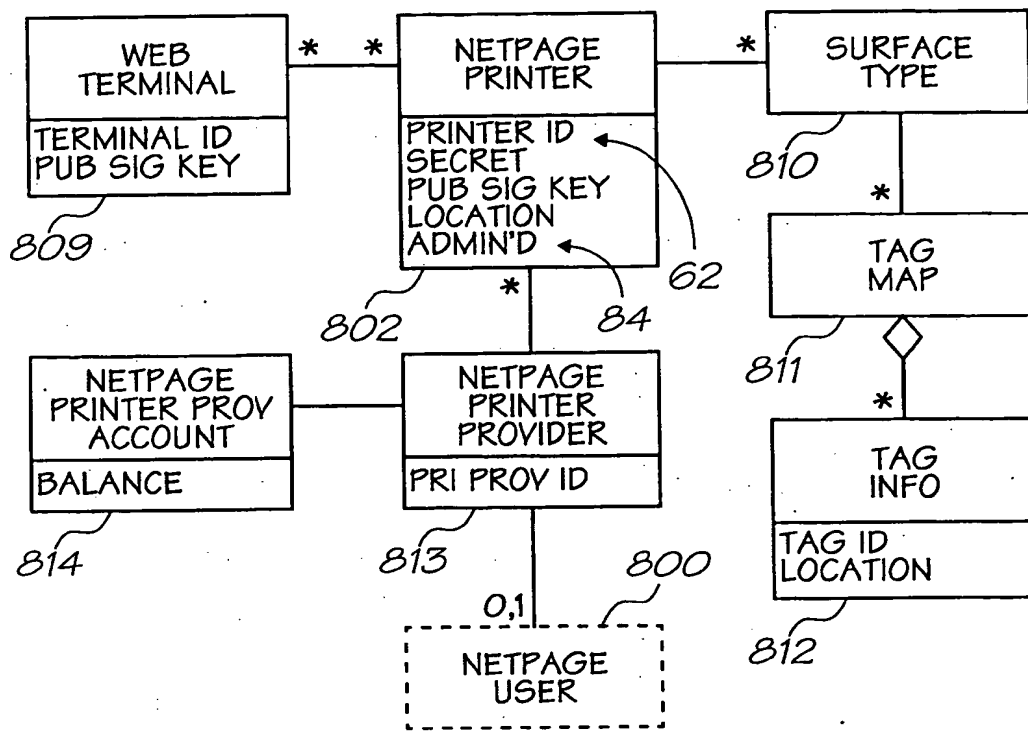 WEB
TERMINAL
TERMINAL ID
PUB SIG KEY
809
* *
NETPAGE
PRINTER
PRINTER ID
SECRET
PUB SIG KEY
LOCATION
ADMIN'D
802
62
84
*
*
SURFACE
TYPE
810
*
TAG
MAP
811
*
NETPAGE
PRINTER PROV
ACCOUNT
BALANCE
814
NETPAGE
PRINTER
PROVIDER
PRI PROV ID
813
TAG
INFO
TAG ID
LOCATION
812
0,1
800
NETPAGE
USER